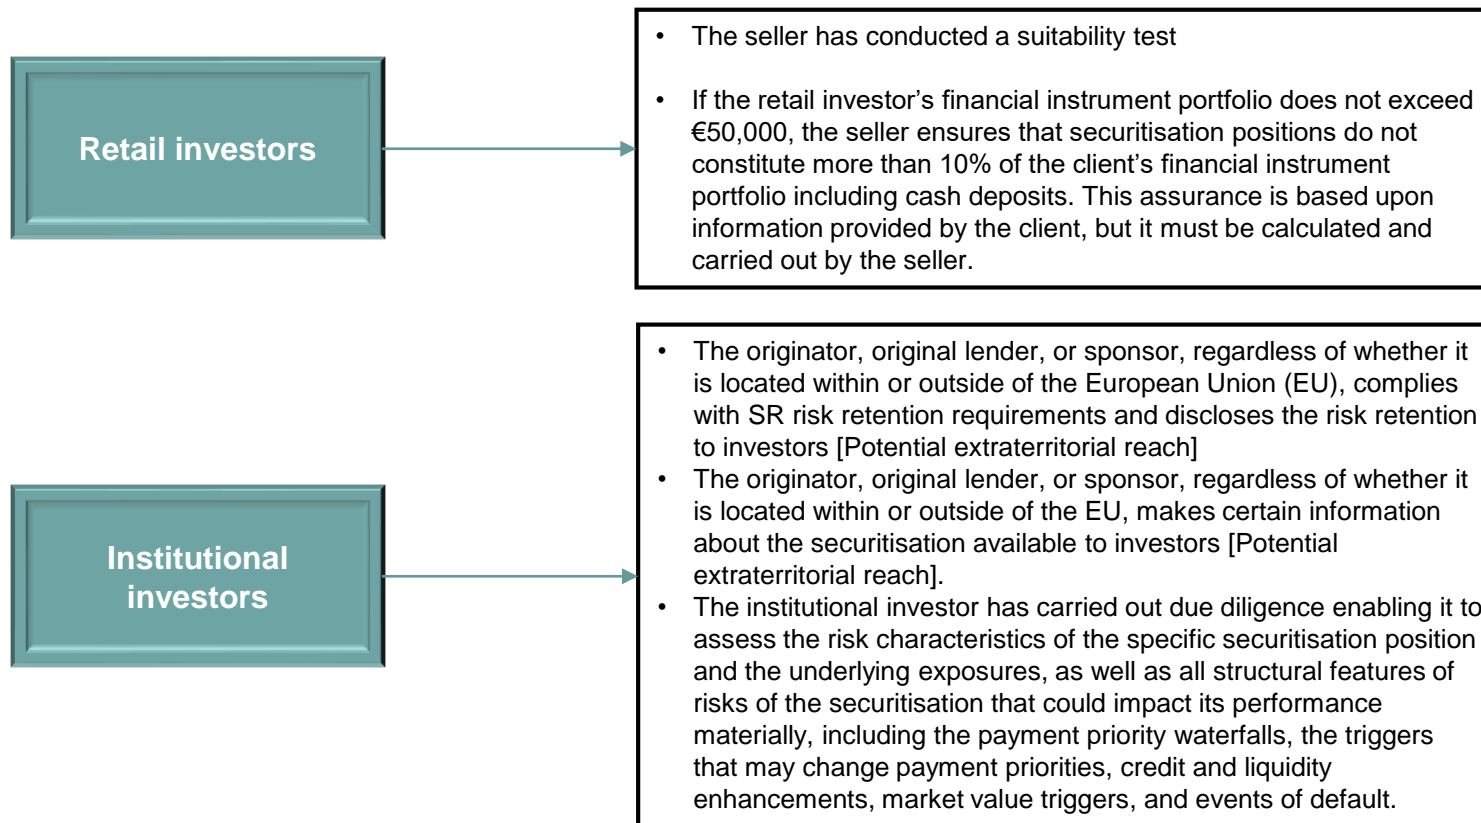 Retail investors
• The seller has conducted a suitability test
• If the retail investor's financial instrument portfolio does not exceed
€50,000, the seller ensures that securitisation positions do not
constitute more than 10% of the client's financial instrument
portfolio including cash deposits. This assurance is based upon
information provided by the client, but it must be calculated and
carried out by the seller.
Institutional
investors
• The originator, original lender, or sponsor, regardless of whether it
is located within or outside of the European Union (EU), complies
with SR risk retention requirements and discloses the risk retention
to investors [Potential extraterritorial reach]
• The originator, original lender, or sponsor, regardless of whether it
is located within or outside of the EU, makes certain information
about the securitisation available to investors [Potential
extraterritorial reach].
• The institutional investor has carried out due diligence enabling it to
assess the risk characteristics of the specific securitisation position
and the underlying exposures, as well as all structural features of
risks of the securitisation that could impact its performance
materially, including the payment priority waterfalls, the triggers
that may change payment priorities, credit and liquidity
enhancements, market value triggers, and events of default.